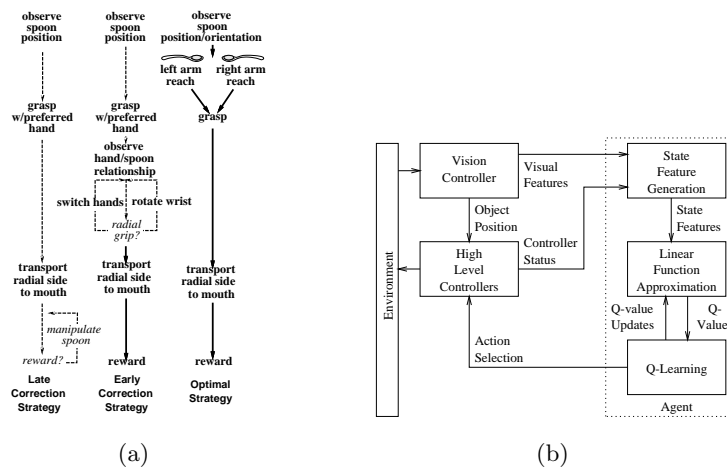 observe
spoon
position
grasp
w/preferred
hand
transport
radial side
to mouth
manipulate
spoon
reward?
Late
Correction
Strategy
observe
spoon
position
grasp
w/preferred
hand
observe
hand/spoon
relationship
switch hands
rotate wrist
radial
grip?
transport
radial side
to mouth
reward
Early
Correction
Strategy
observe
spoon
position/orientation
left arm
reach
right arm
reach
grasp
transport
radial side
to mouth
reward
Optimal
Strategy
(a)
Environment
Vision
Controller
Visual
Features
State
Feature
Generation
Object
Position
Controller
Status
State
Features
High
Level
Controllers
Linear
Function
Approximation
Q-value
Updates
Q-
Value
Action
Selection
Q-Learning
Agent
(b)